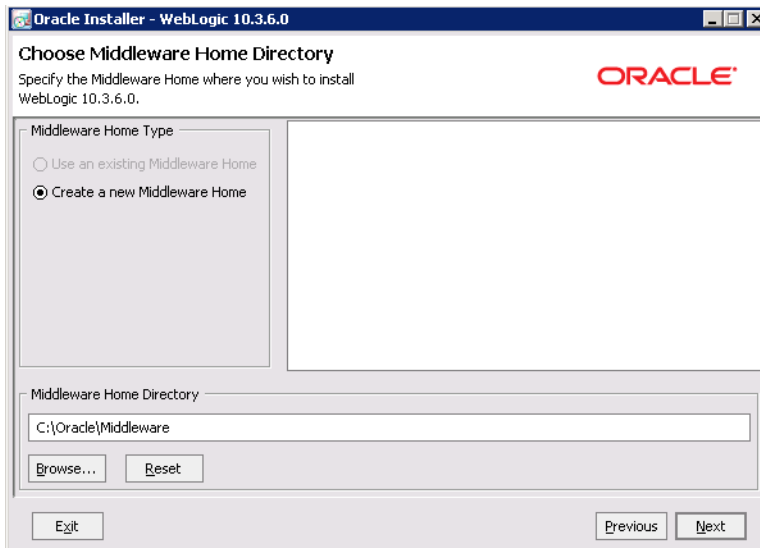 Oracle Installer - WebLogic 10.3.6.0
Choose Middleware Home Directory
Specify the Middleware Home where you wish to install
WebLogic 10.3.6.0.
ORACLE
Middleware Home Type
Use an existing Middleware Home
Create a new Middleware Home
Middleware Home Directory
C:\Oracle\Middleware
Browse...
Reset
Exit
Previous
Next